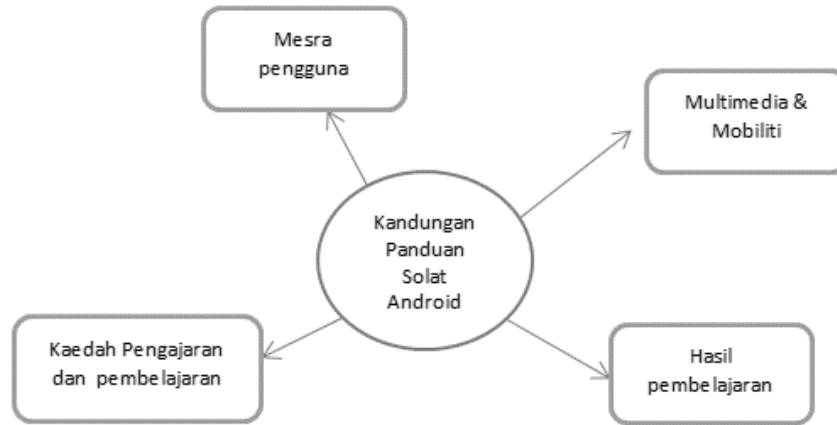 Mesra
pengguna
Multimedia &
Mobiliti
Kandungan
Panduan
Solat
Android
Kaedah Pengajaran
dan pembelajaran
Hasil
pembelajaran